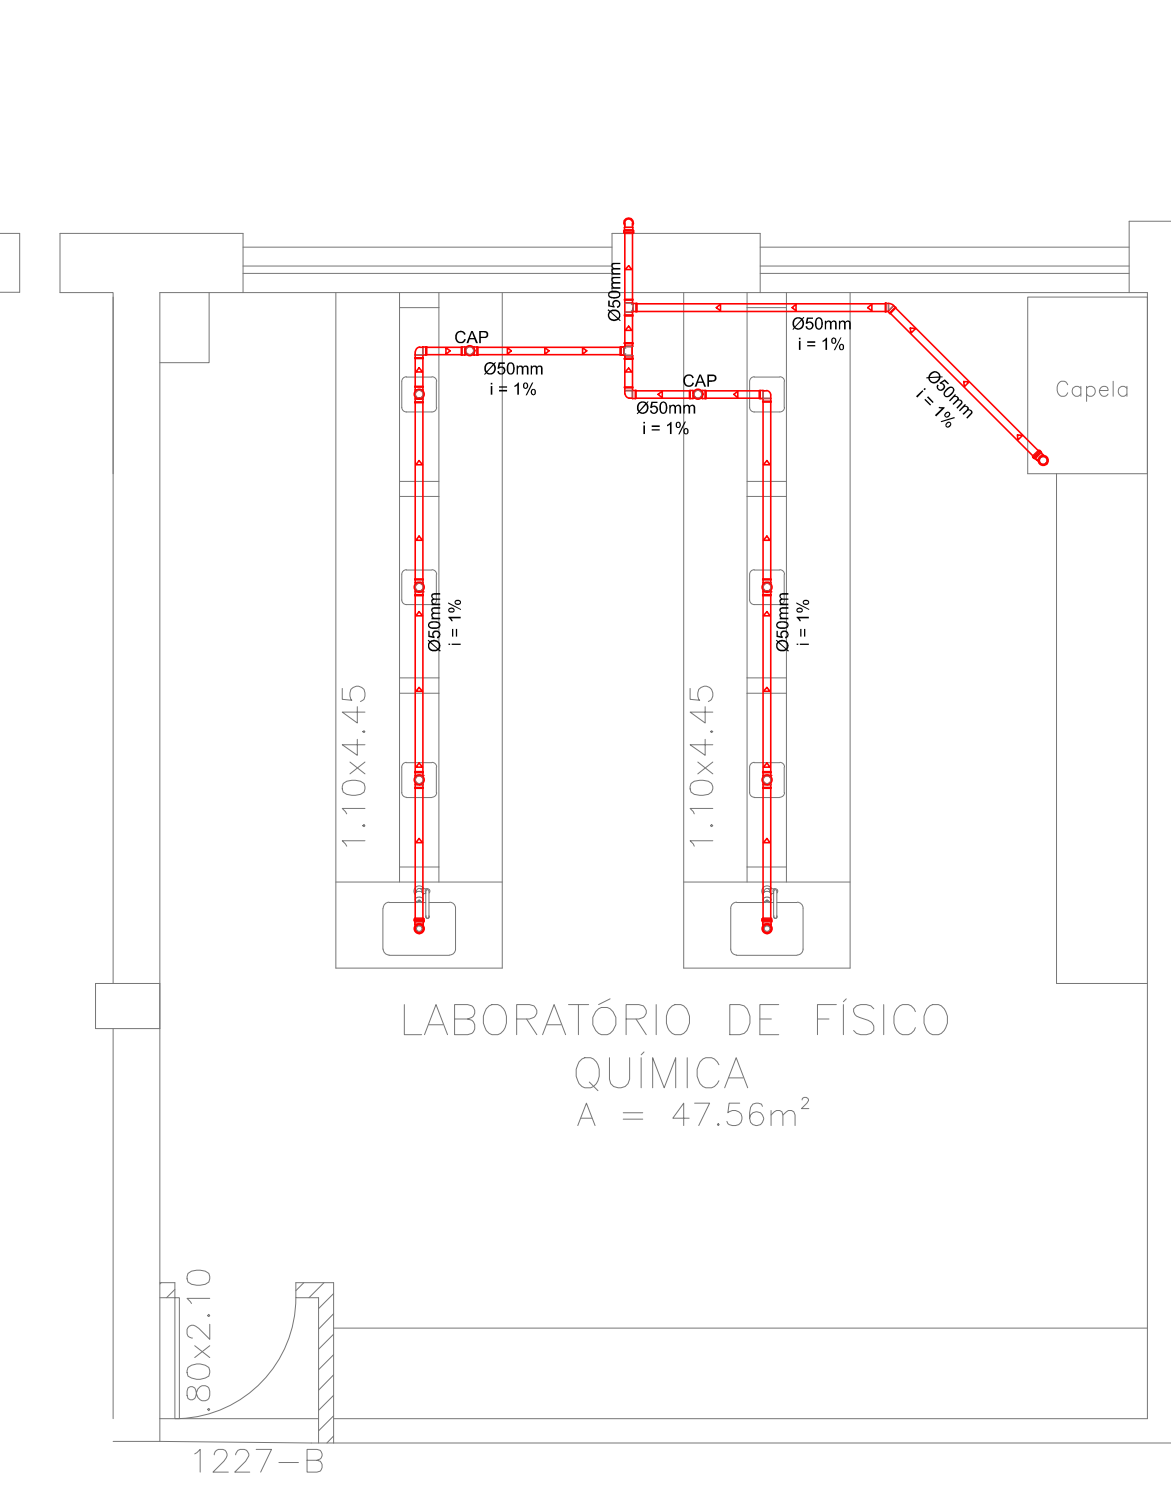 Ø50mm
CAP
Ø50mm
i = 1%
Ø50mm
i = 1%
CAP
Ø50mm
i = 1%
Ø50mm
i = 1%
Capela
Ø50mm
i = 1%
Ø50mm
i = 1%
1.10x4.45
1.10x4.45
LABORATÓRIO DE FÍSICO
QUÍMICA
A = 47.56m²
.80x2.10
1227-B